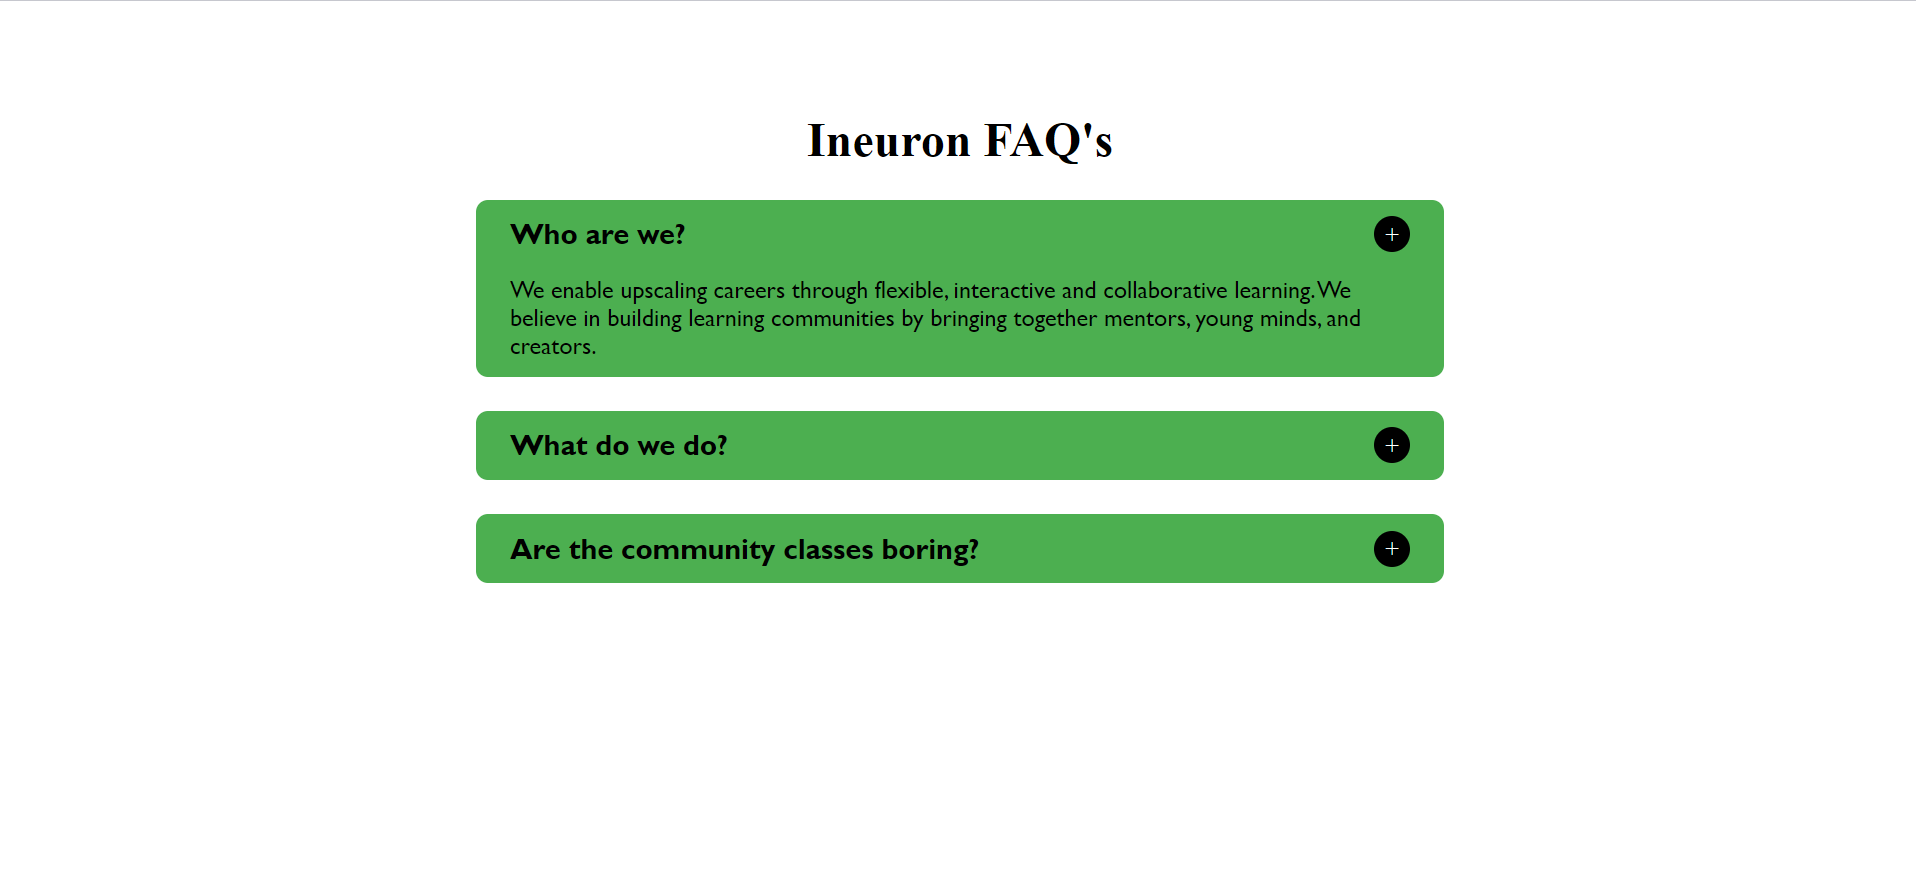 Ineuron FAQ's
Who are we?
+
We enable upscaling careers through flexible, interactive and collaborative learning. We
believe in building learning communities by bringing together mentors, young minds, and
creators.
What do we do?
+
Are the community classes boring?
+